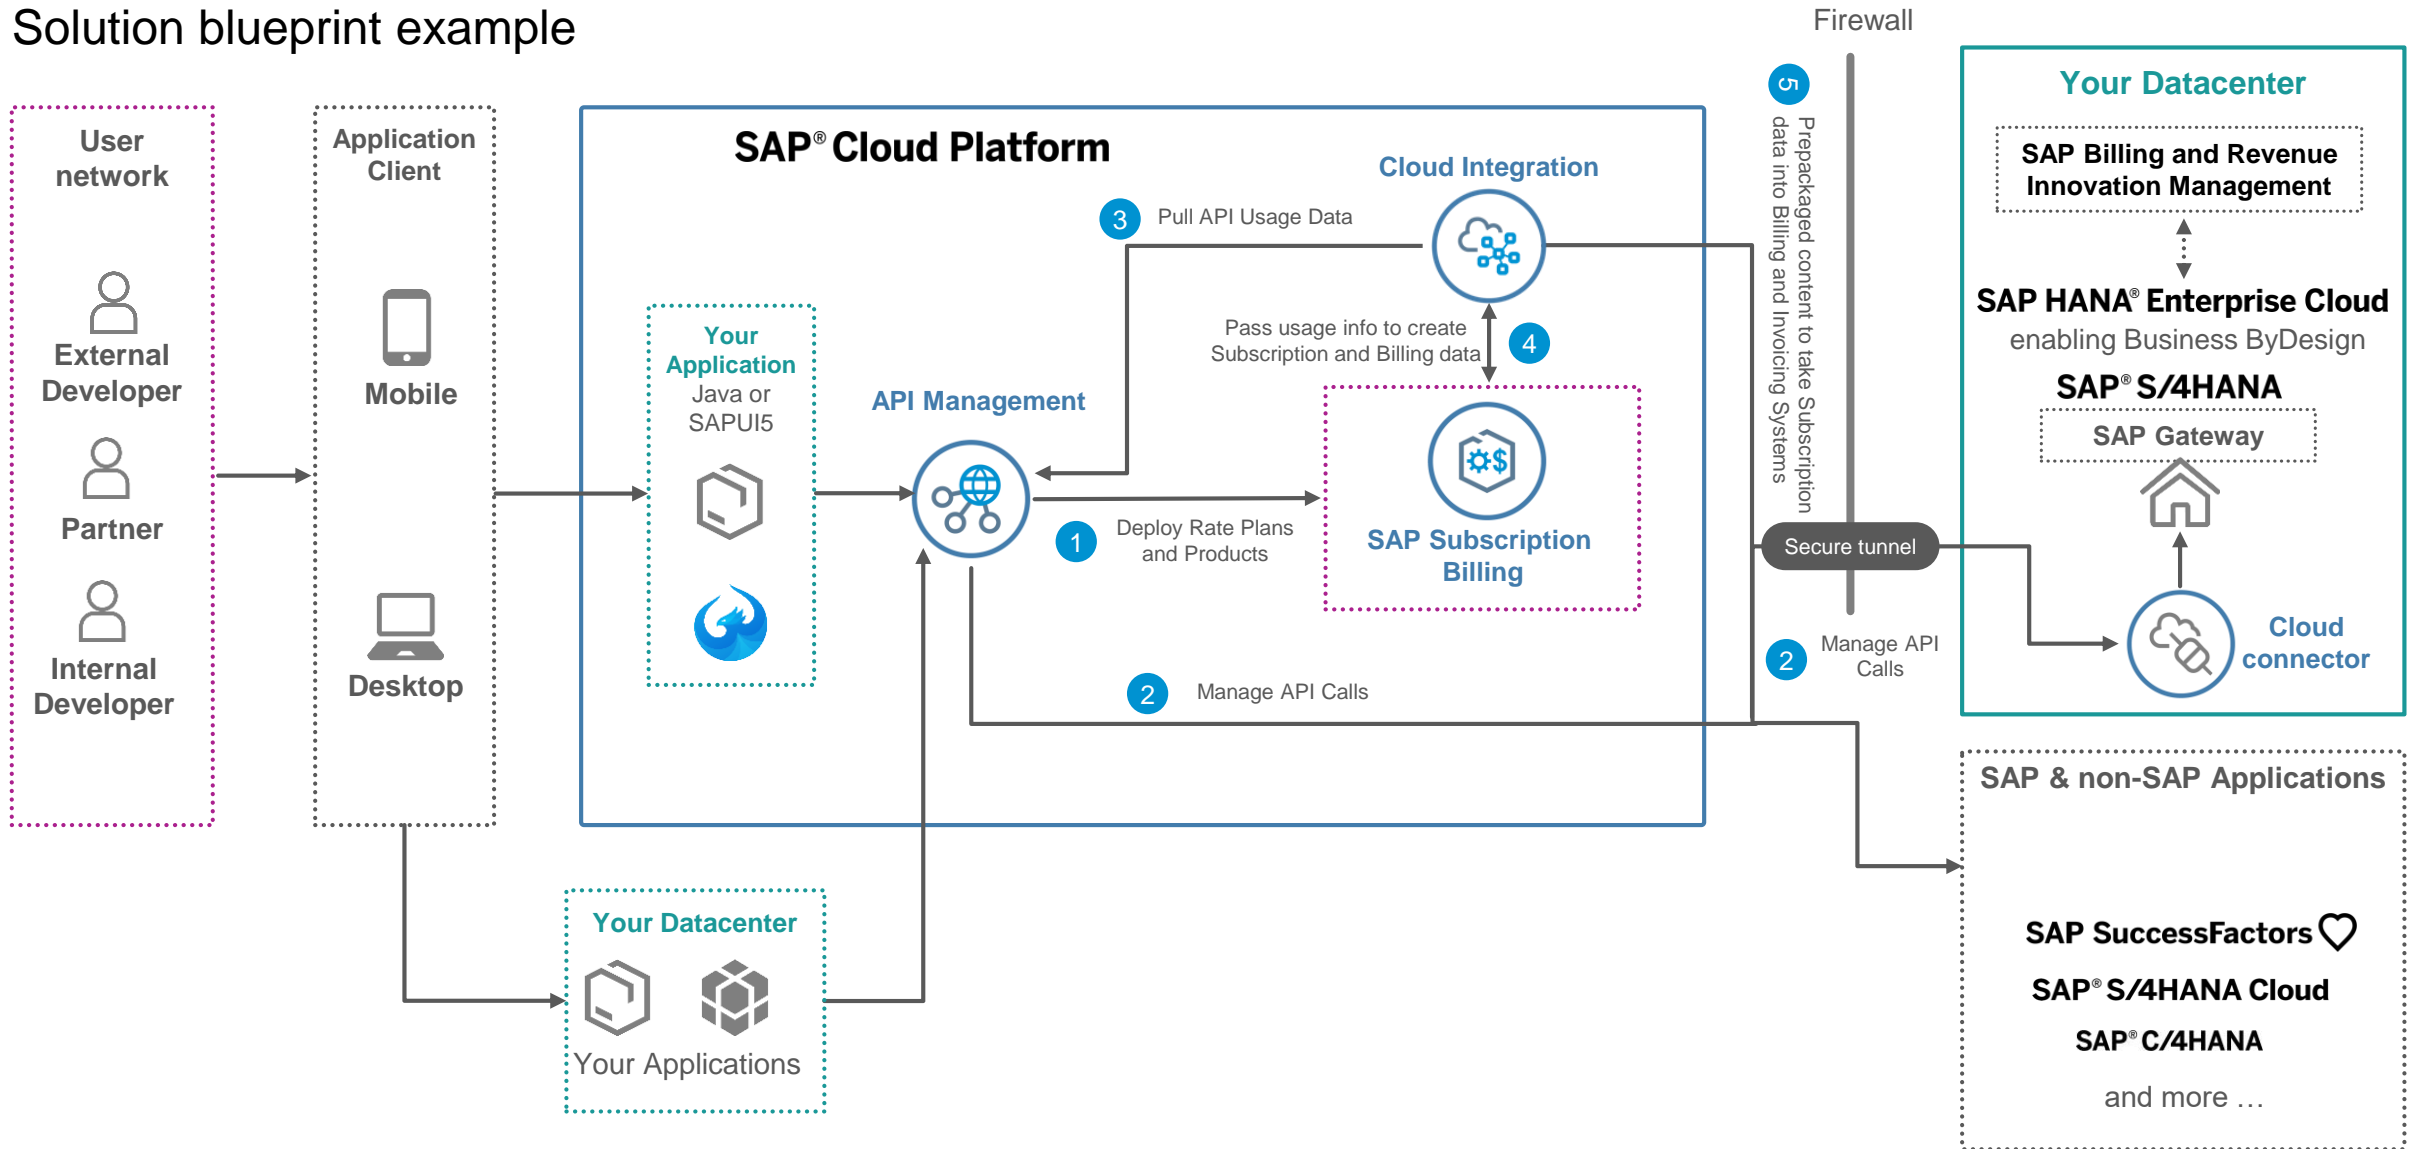 Solution blueprint example
User
network
External
Developer
Partner
Internal
Developer
Application
Client
Mobile
Desktop
SAP® Cloud Platform
Your
Application
Java or
SAPUI5
API Management
3
Pull API Usage Data
Cloud Integration
Pass usage info to create
Subscription and Billing data
4
1
Deploy Rate Plans
and Products
SAP Subscription
Billing
2
Manage API Calls
Your Datacenter
Your Applications
Firewall
5
Prepackaged content to take Subscription
data into Billing and Invoicing Systems
Secure tunnel
2
Manage API
Calls
Your Datacenter
SAP Billing and Revenue
Innovation Management
SAP HANA® Enterprise Cloud
enabling Business ByDesign
SAP® S/4HANA
SAP Gateway
Cloud
connector
SAP & non-SAP Applications
SAP SuccessFactors
SAP® S/4HANA Cloud
SAP® C/4HANA
and more …